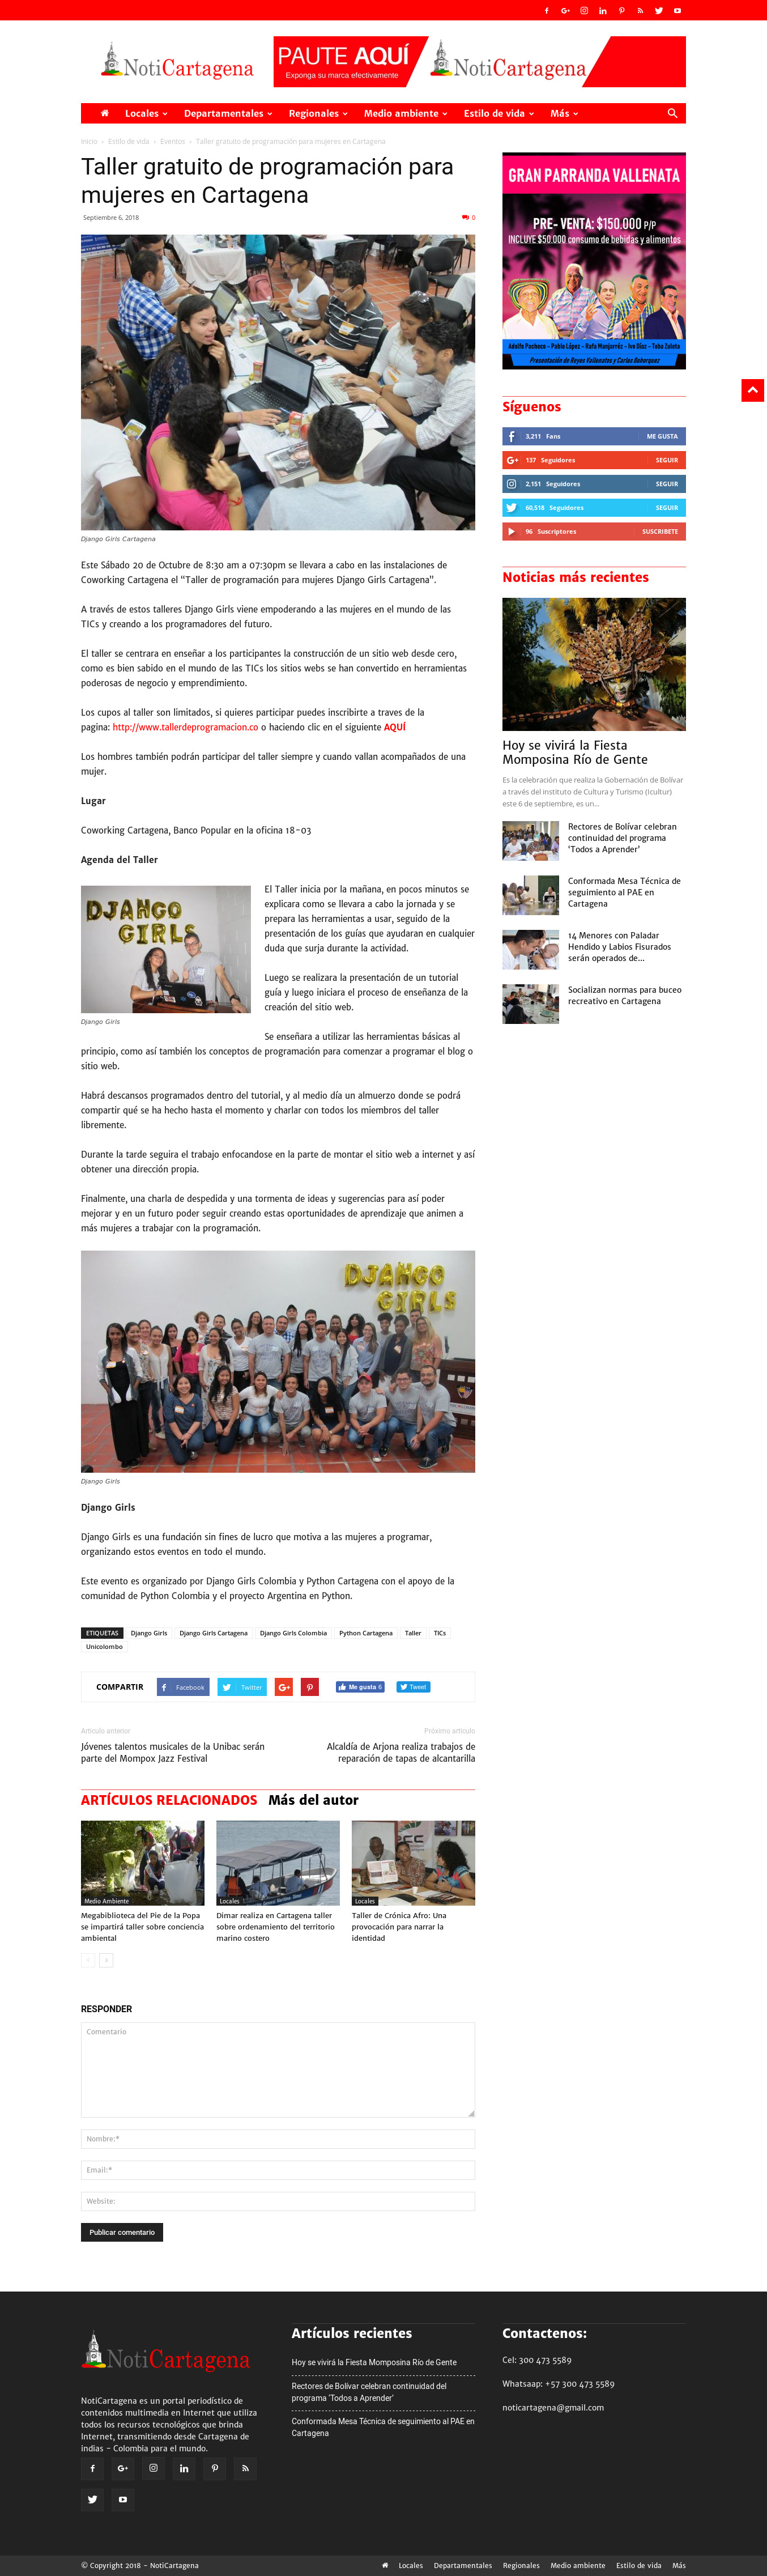 NotiCartagena
PAUTE AQUÍ
Exponga su marca efectivamente
NotiCartagena
Locales
Departamentales
Regionales
Medio ambiente
Estilo de vida
Más
Inicio › Estilo de vida › Eventos › Taller gratuito de programación para mujeres en Cartagena
Taller gratuito de programación para
mujeres en Cartagena
Septiembre 6, 2018
0
Django Girls Cartagena
Este Sábado 20 de Octubre de 8:30 am a 07:30pm se llevara a cabo en las instalaciones de
Coworking Cartagena el “Taller de programación para mujeres Django Girls Cartagena”.
A través de estos talleres Django Girls viene empoderando a las mujeres en el mundo de las
TICs y creando a los programadores del futuro.
El taller se centrara en enseñar a los participantes la construcción de un sitio web desde cero,
como es bien sabido en el mundo de las TICs los sitios webs se han convertido en herramientas
poderosas de negocio y emprendimiento.
Los cupos al taller son limitados, si quieres participar puedes inscribirte a traves de la
pagina: http://www.tallerdeprogramacion.co o haciendo clic en el siguiente AQUÍ
Los hombres también podrán participar del taller siempre y cuando vallan acompañados de una
mujer.
Lugar
Coworking Cartagena, Banco Popular en la oficina 18-03
Agenda del Taller
DJANGO
GIRLS
Django Girls
El Taller inicia por la mañana, en pocos minutos se
explicara como se llevara a cabo la jornada y se
prepara las herramientas a usar, seguido de la
presentación de los guías que ayudaran en cualquier
duda que surja durante la actividad.
Luego se realizara la presentación de un tutorial
guía y luego iniciara el proceso de enseñanza de la
creación del sitio web.
Se enseñara a utilizar las herramientas básicas al
principio, como así también los conceptos de programación para comenzar a programar el blog o
sitio web.
Habrá descansos programados dentro del tutorial, y al medio día un almuerzo donde se podrá
compartir qué se ha hecho hasta el momento y charlar con todos los miembros del taller
libremente.
Durante la tarde seguira el trabajo enfocandose en la parte de montar el sitio web a internet y así
obtener una dirección propia.
Finalmente, una charla de despedida y una tormenta de ideas y sugerencias para así poder
mejorar y en un futuro poder seguir creando estas oportunidades de aprendizaje que animen a
más mujeres a trabajar con la programación.
DJANGO
GIRLS
Django Girls
Django Girls
Django Girls es una fundación sin fines de lucro que motiva a las mujeres a programar,
organizando estos eventos en todo el mundo.
Este evento es organizado por Django Girls Colombia y Python Cartagena con el apoyo de la
comunidad de Python Colombia y el proyecto Argentina en Python.
ETIQUETAS
Django Girls
Django Girls Cartagena
Django Girls Colombia
Python Cartagena
Taller
TICs
Unicolombo
COMPARTIR
Facebook
Twitter
Me gusta 6
Tweet
Artículo anterior
Jóvenes talentos musicales de la Unibac serán
parte del Mompox Jazz Festival
Próximo artículo
Alcaldía de Arjona realiza trabajos de
reparación de tapas de alcantarilla
ARTÍCULOS RELACIONADOS
Más del autor
Medio Ambiente
Megabiblioteca del Pie de la Popa
se impartirá taller sobre conciencia
ambiental
Locales
Dimar realiza en Cartagena taller
sobre ordenamiento del territorio
marino costero
Locales
Taller de Crónica Afro: Una
provocación para narrar la
identidad
RESPONDER
Comentario
Nombre:*
Email:*
Website:
Publicar comentario
GRAN PARRANDA VALLENATA
PRE- VENTA: $150.000 P/P
INCLUYE $50.000 consumo de bebidas y alimentos
Adolfo Pacheco - Pablo López - Rafa Manjarréz - Ivo Díaz - Toba Zuleta
Presentación de Reyes Vallenatos y Carlos Bohorquez
Síguenos
3,211 Fans
ME GUSTA
137 Seguidores
SEGUIR
2,151 Seguidores
SEGUIR
60,518 Seguidores
SEGUIR
96 Suscriptores
SUSCRIBETE
Noticias más recientes
Hoy se vivirá la Fiesta
Momposina Río de Gente
Es la celebración que realiza la Gobernación de Bolívar
a través del instituto de Cultura y Turismo (Icultur)
este 6 de septiembre, es un...
Rectores de Bolívar celebran
continuidad del programa
‘Todos a Aprender’
Conformada Mesa Técnica de
seguimiento al PAE en
Cartagena
14 Menores con Paladar
Hendido y Labios Fisurados
serán operados de...
Socializan normas para buceo
recreativo en Cartagena
NotiCartagena
NotiCartagena es un portal periodístico de
contenidos multimedia en Internet que utiliza
todos los recursos tecnológicos que brinda
Internet, transmitiendo desde Cartagena de
indias - Colombia para el mundo.
Artículos recientes
Hoy se vivirá la Fiesta Momposina Río de Gente
Rectores de Bolívar celebran continuidad del
programa ‘Todos a Aprender’
Conformada Mesa Técnica de seguimiento al PAE en
Cartagena
Contactenos:
Cel: 300 473 5589
Whatsaap: +57 300 473 5589
noticartagena@gmail.com
© Copyright 2018 - NotiCartagena
Locales
Departamentales
Regionales
Medio ambiente
Estilo de vida
Más